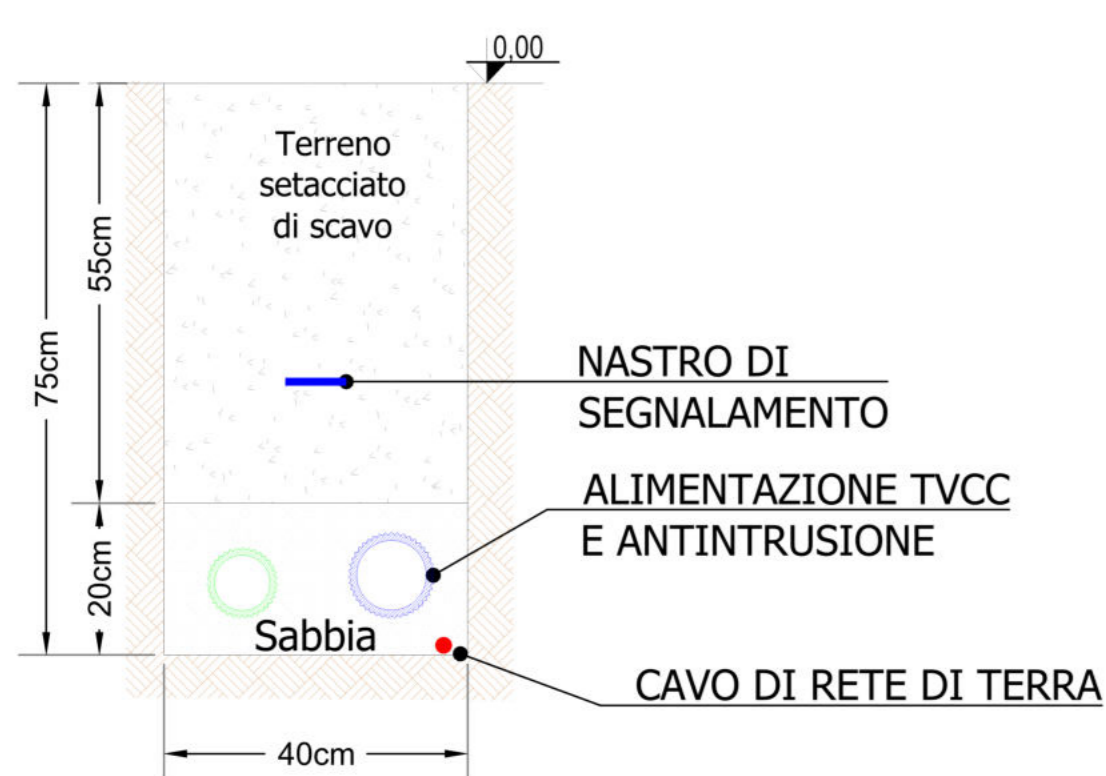 0,00
Terreno
setacciato
di scavo
55cm
75cm
NASTRO DI
SEGNALAMENTO
ALIMENTAZIONE TVCC
E ANTINTRUSIONE
20cm
Sabbia
CAVO DI RETE DI TERRA
40cm